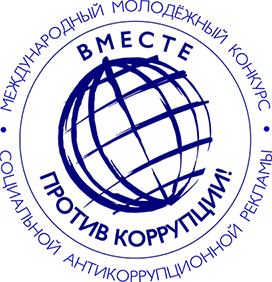 МЕЖДУНАРОДНЫЙ МОЛОДЁЖНЫЙ КОНКУРС
СОЦИАЛЬНОЙ АНТИКОРРУПЦИОННОЙ РЕКЛАМЫ
ВМЕСТЕ
ПРОТИВ КОРРУПЦИИ!